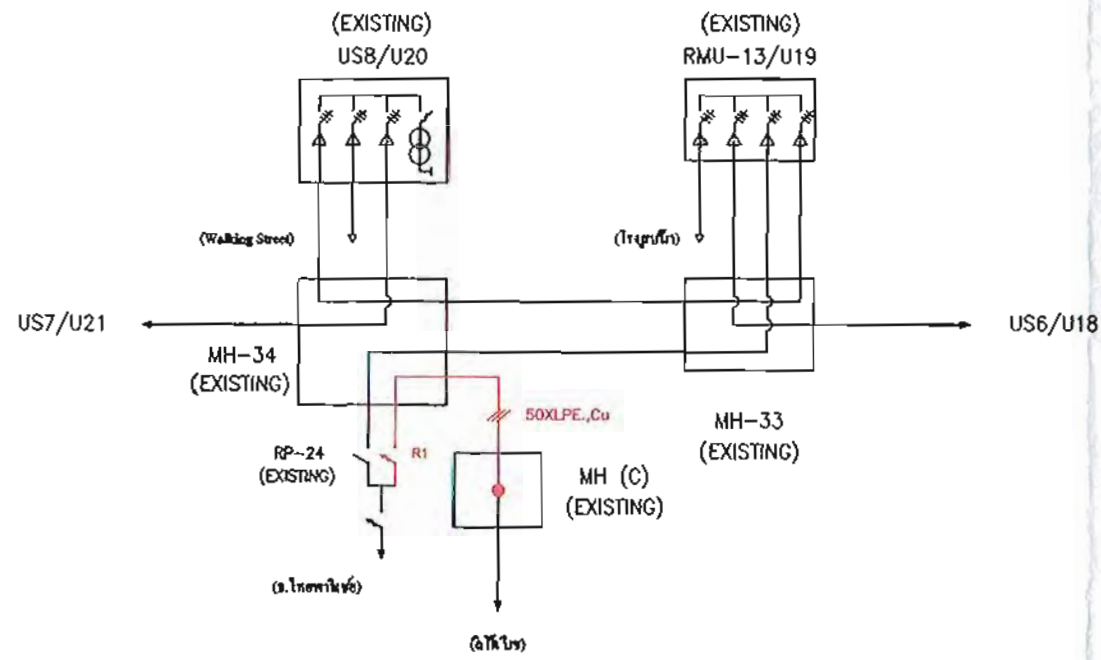 (EXISTING)
US8/U20
(EXISTING)
RMU-13/U19
(Walking Street)
US7/U21
US6/U18
MH-34
(EXISTING)
MH-33
(EXISTING)
50XLPE.,Cu
RP-24
(EXISTING)
R1
MH (C)
(EXISTING)